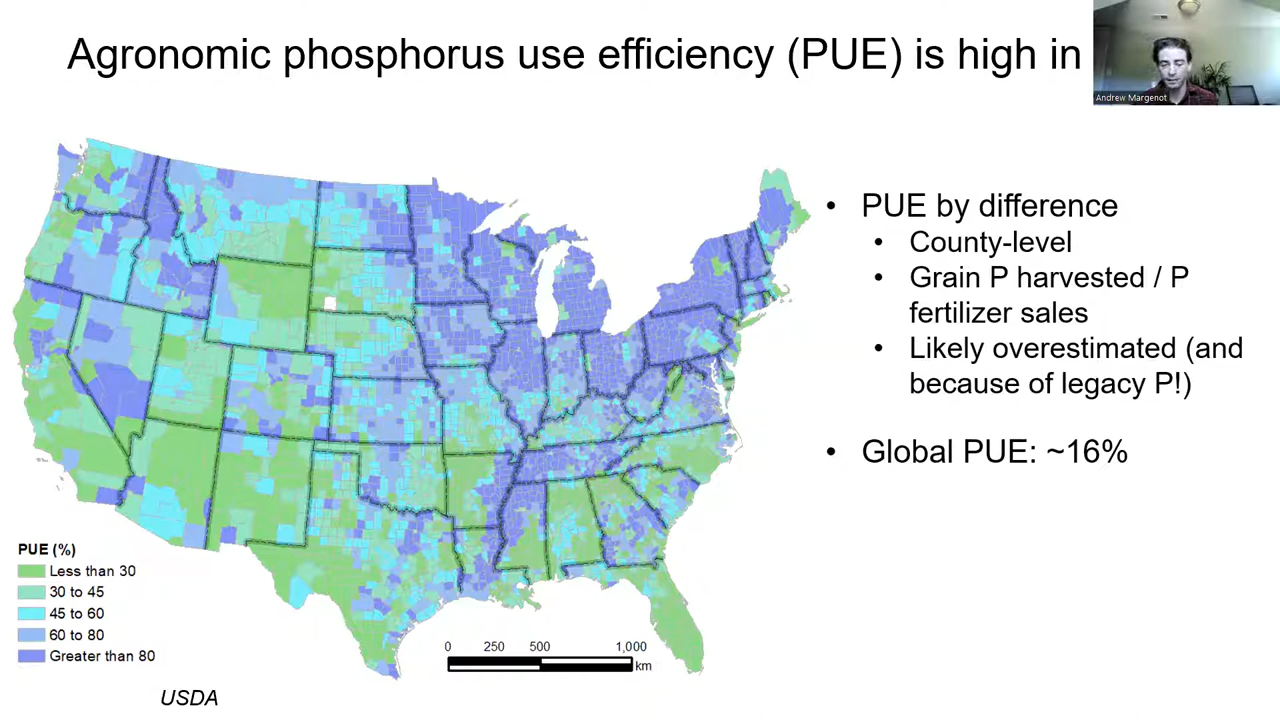 Agronomic phosphorus use efficiency (PUE) is high in
Andrew Margenot
• PUE by difference
• County-level
• Grain P harvested / P
fertilizer sales
• Likely overestimated (and
because of legacy P!)
• Global PUE: ~16%
PUE (%)
Less than 30
30 to 45
45 to 60
60 to 80
Greater than 80
0 250 500 1,000
km
USDA